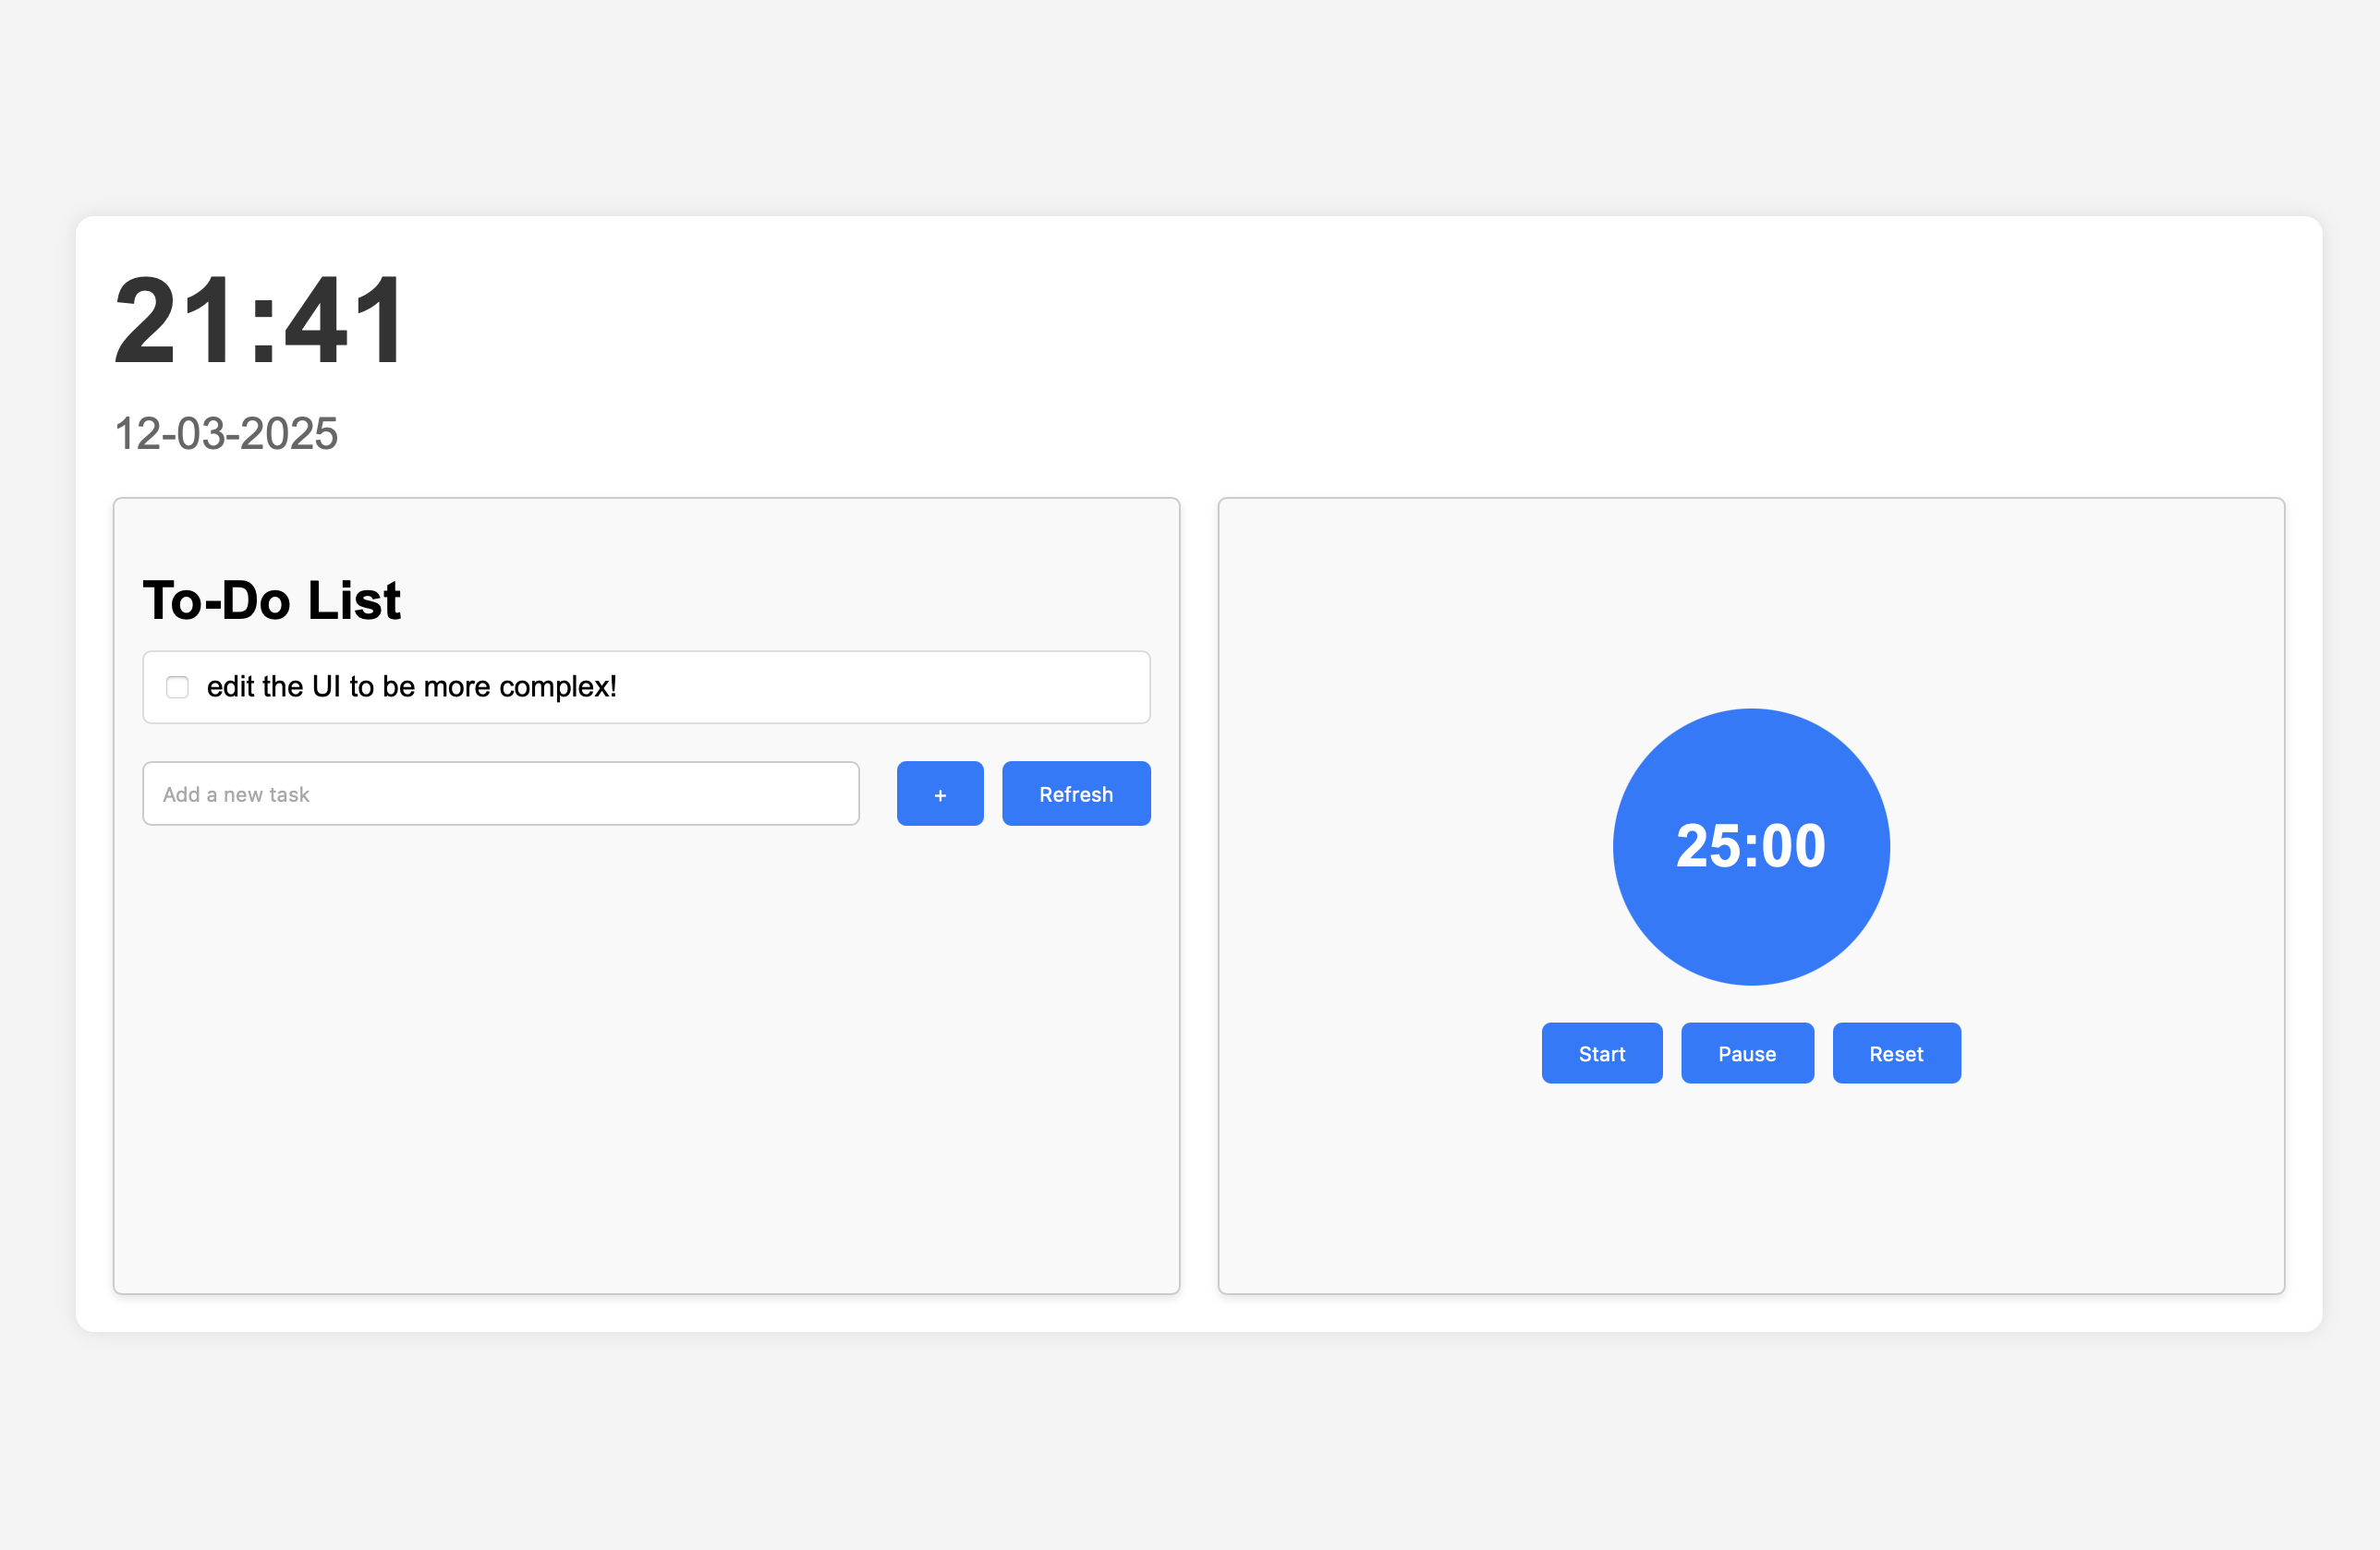 21:41
12-03-2025
To-Do List
edit the UI to be more complex!
Add a new task
+
Refresh
25:00
Start
Pause
Reset